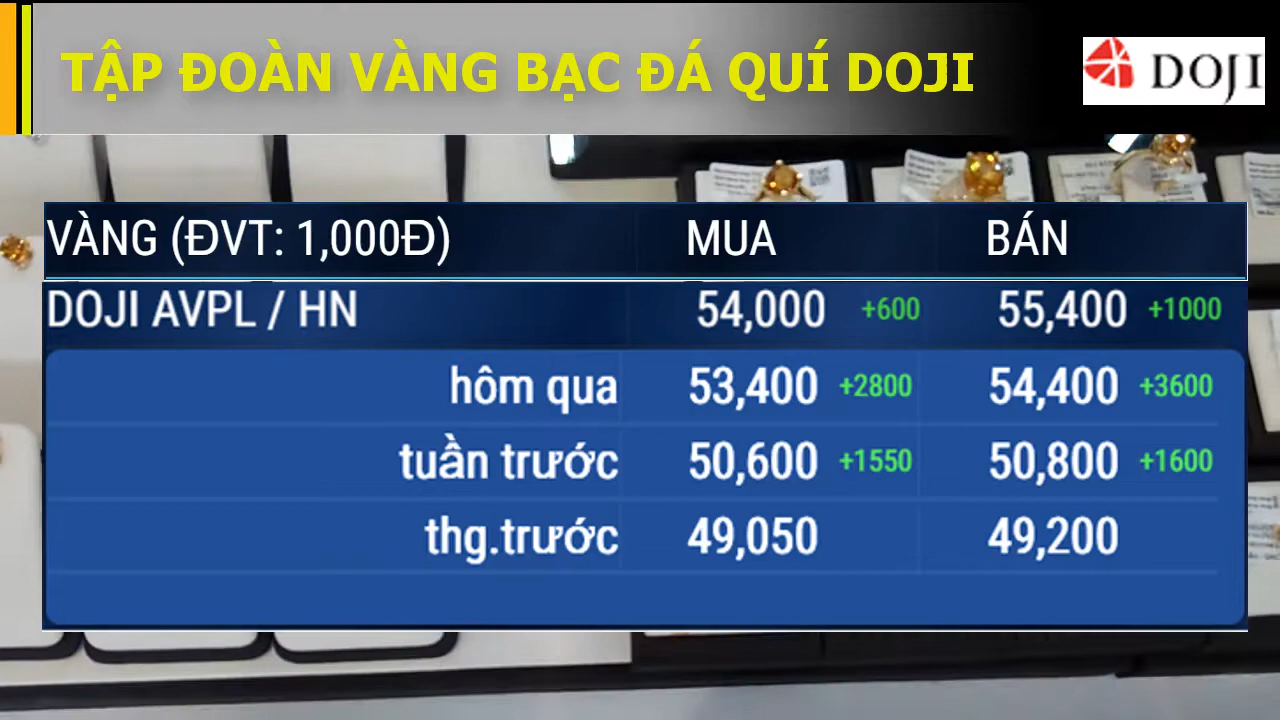 TẬP ĐOÀN VÀNG BẠC ĐÁ QUÍ DOJI
DOJI
VÀNG (ĐVT: 1,000Đ) MUA BÁN
DOJI AVPL / HN 54,000 +600 55,400 +1000
hôm qua 53,400 +2800 54,400 +3600
tuần trước 50,600 +1550 50,800 +1600
thg.trước 49,050 49,200